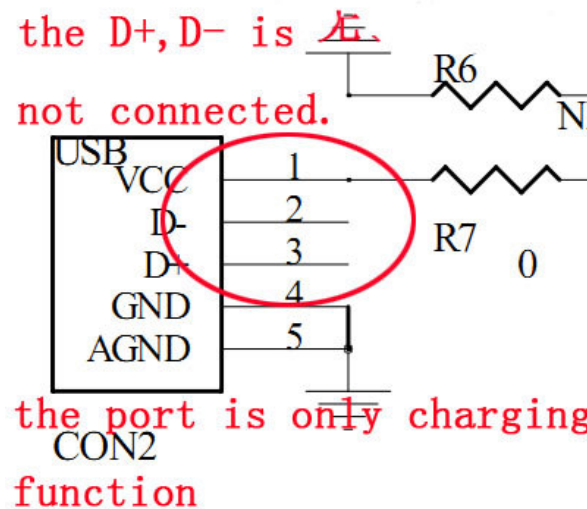 the D+,D- is
R6
not connected.
N
USB
VCC 1
D- 2
D+ 3
R7 0
GND 4
AGND 5
the port is only charging
CON2
function